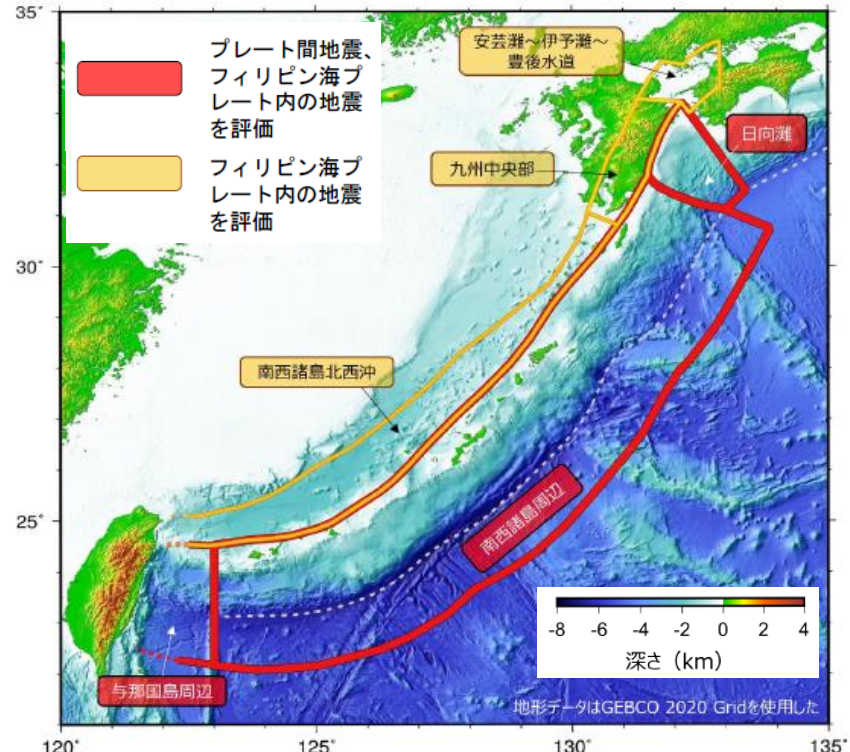 35˚
プレート間地震、
フィリピン海プ
レート内の地震
を評価
フィリピン海プ
レート内の地震
を評価
安芸灘～伊予灘～
豊後水道
日向灘
九州中央部
30˚
南西諸島北西沖
25˚
南西諸島周辺
与那国島周辺
-8 -6 -4 -2 0 2 4
深さ（km）
地形データはGEBCO 2020 Gridを使用した
120˚ 125˚ 130˚ 135˚